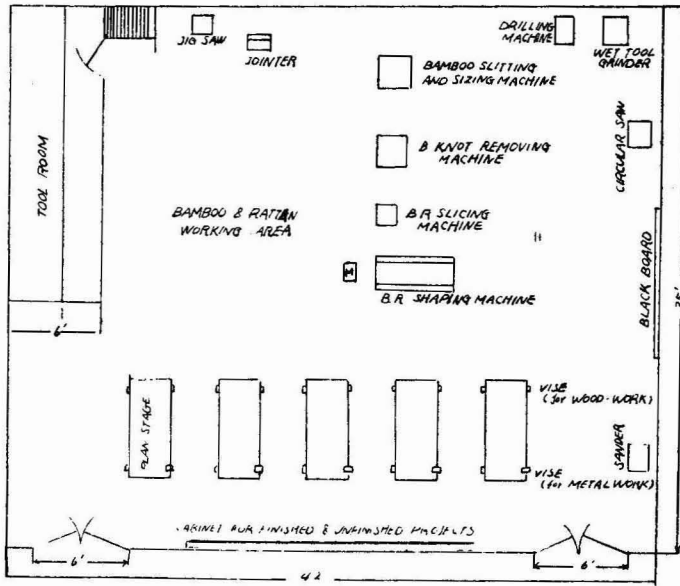 JIG SAW
JOINTER
DRILLING
MACHINE
WET TOOL
GRINDER
BAMBOO SLITTING
AND SIZING MACHINE
CIRCULAR SAW
B KNOT REMOVING
MACHINE
TOOL ROOM
BAMBOO & RATTAN
WORKING AREA
B.R SLICING
MACHINE
BLACK BOARD
B.R SHAPING MACHINE
6'
PLAN STAGE
VISE
(for WOOD-WORK)
SANDER
VISE
(for METAL WORK)
CABINET FOR FINISHED & UNFINISHED PROJECTS
6'
6'
42